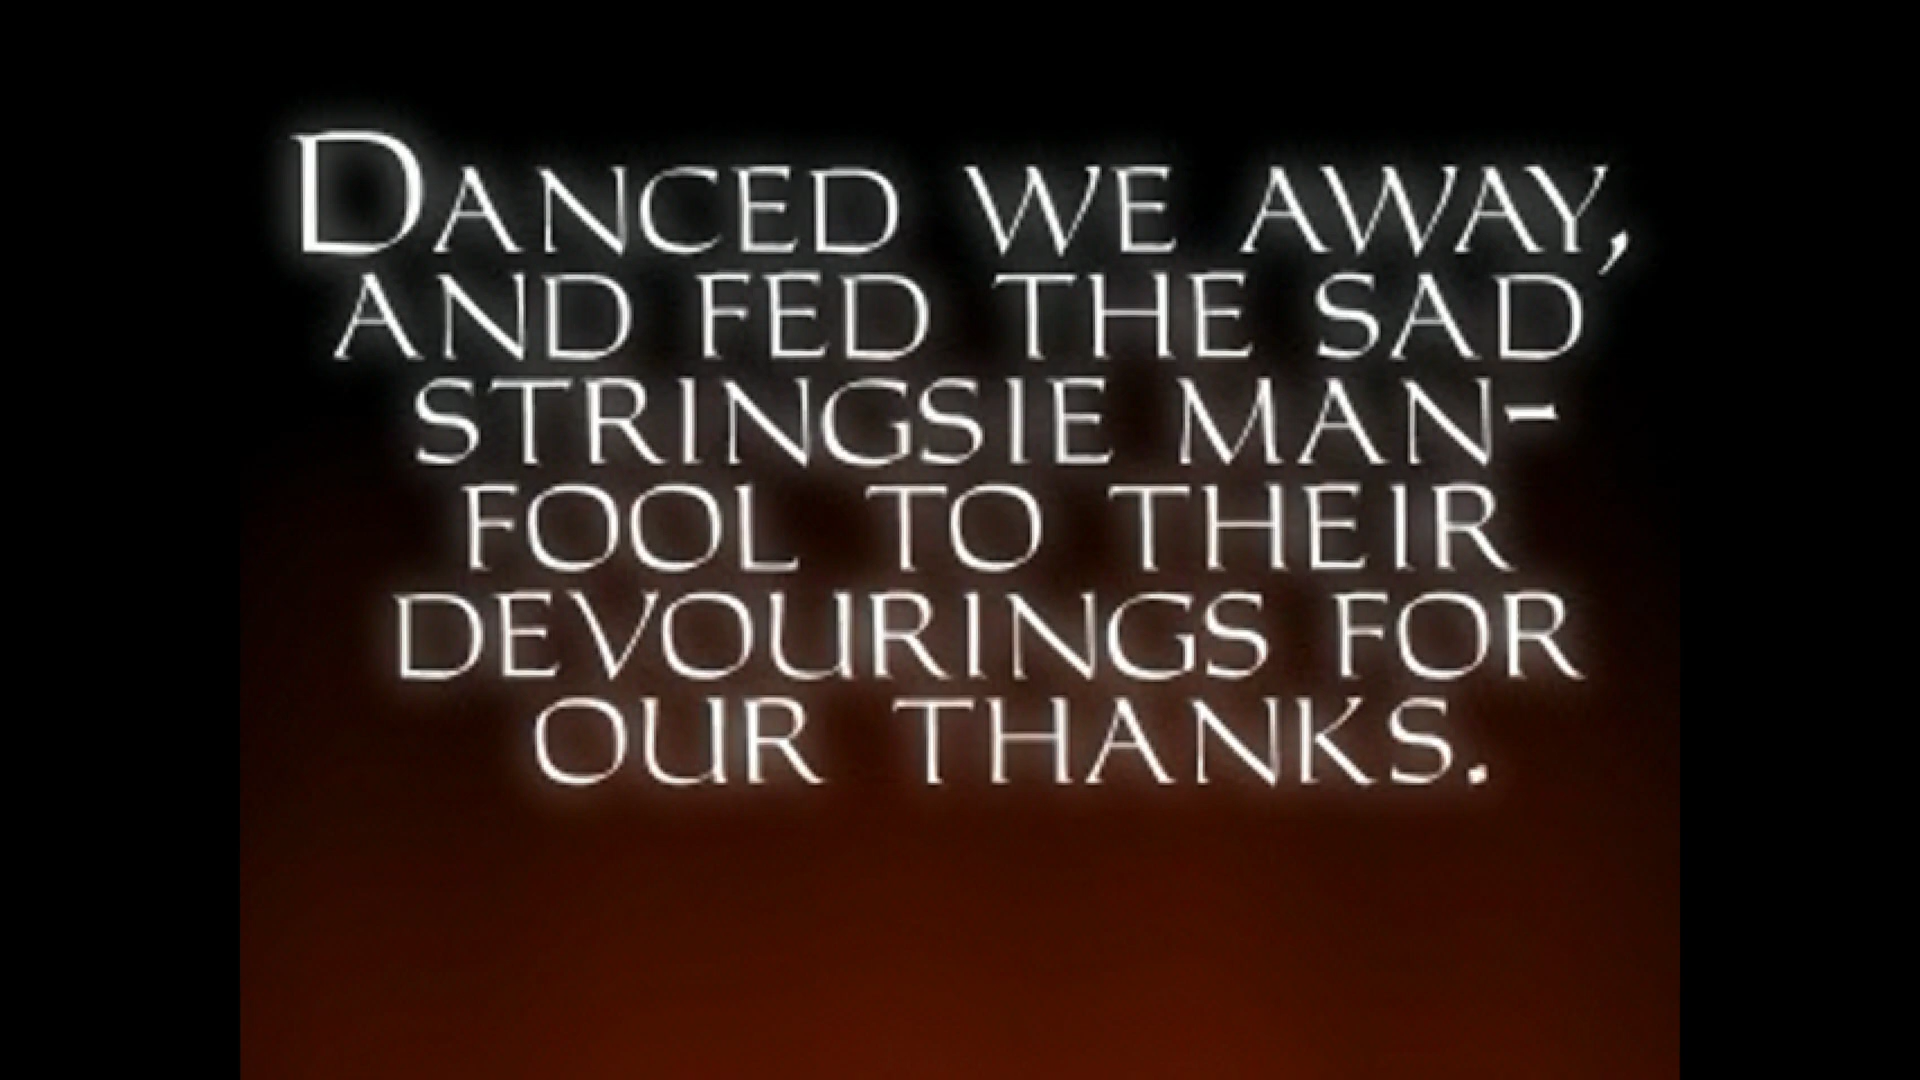 DANCED WE AWAY,
AND FED THE SAD
STRINGSIE MAN-
FOOL TO THEIR
DEVOURINGS FOR
OUR THANKS.